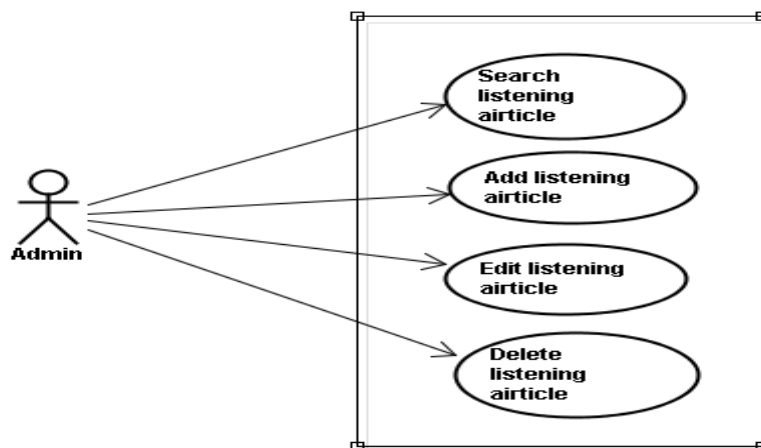 Search
listening
airticle
Add listening
airticle
Admin
Edit listening
airticle
Delete
listening
airticle